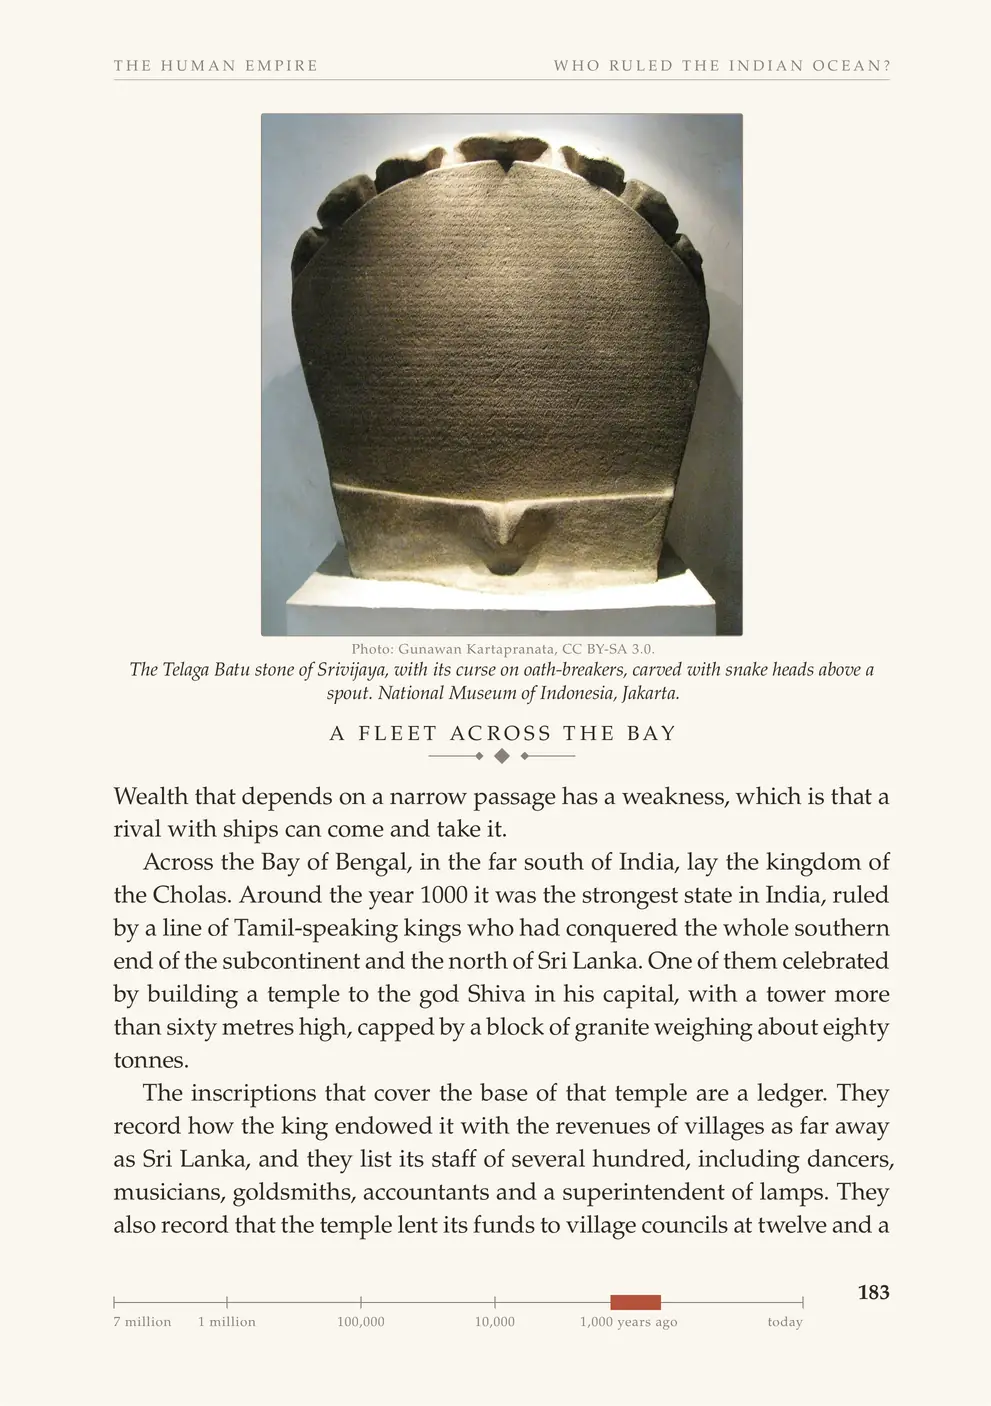 THE HUMAN EMPIRE
WHO RULED THE INDIAN OCEAN?
Photo: Gunawan Kartapranata, CC BY-SA 3.0.
The Telaga Batu stone of Srivijaya, with its curse on oath-breakers, carved with snake heads above a
spout. National Museum of Indonesia, Jakarta.
A FLEET ACROSS THE BAY
Wealth that depends on a narrow passage has a weakness, which is that a
rival with ships can come and take it.
Across the Bay of Bengal, in the far south of India, lay the kingdom of
the Cholas. Around the year 1000 it was the strongest state in India, ruled
by a line of Tamil-speaking kings who had conquered the whole southern
end of the subcontinent and the north of Sri Lanka. One of them celebrated
by building a temple to the god Shiva in his capital, with a tower more
than sixty metres high, capped by a block of granite weighing about eighty
tonnes.
The inscriptions that cover the base of that temple are a ledger. They
record how the king endowed it with the revenues of villages as far away
as Sri Lanka, and they list its staff of several hundred, including dancers,
musicians, goldsmiths, accountants and a superintendent of lamps. They
also record that the temple lent its funds to village councils at twelve and a
183
7 million
1 million
100,000
10,000
1,000 years ago
today